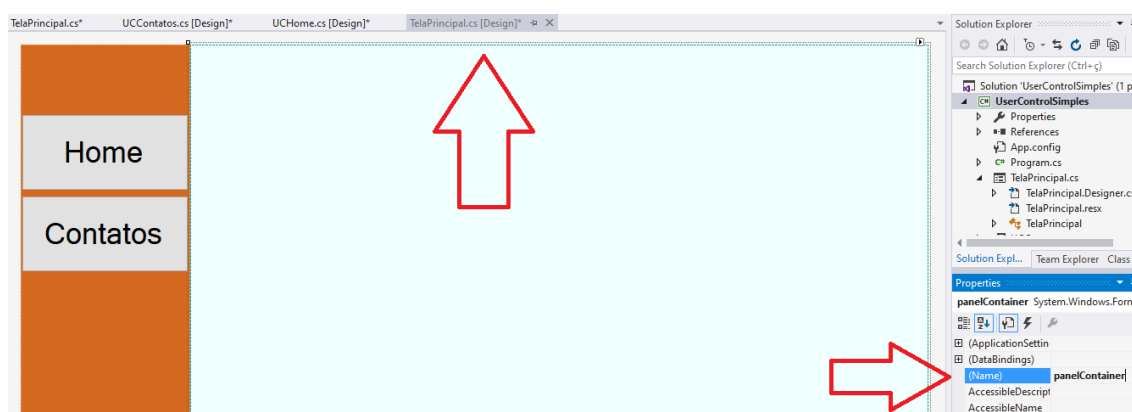 TelaPrincipal.cs*
UCContatos.cs [Design]*
UCHome.cs [Design]*
TelaPrincipal.cs [Design]*
Home
Contatos
Solution Explorer
Search Solution Explorer (Ctrl+ç)
Solution 'UserControlSimples' (1 p
C# UserControlSimples
Properties
References
App.config
C# Program.cs
TelaPrincipal.cs
TelaPrincipal.Designer.c
TelaPrincipal.resx
TelaPrincipal
Solution Expl... Team Explorer Class
Properties
panelContainer System.Windows.Form
(ApplicationSettin
(DataBindings)
(Name) panelContainer
AccessibleDescript
AccessibleName